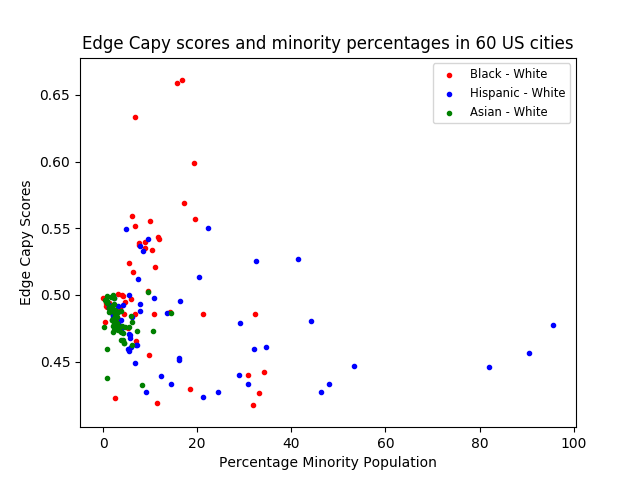 Edge Capy scores and minority percentages in 60 US cities
Black - White
Hispanic - White
Asian - White
0.65
0.60
0.55
0.50
0.45
Edge Capy Scores
0 20 40 60 80 100
Percentage Minority Population